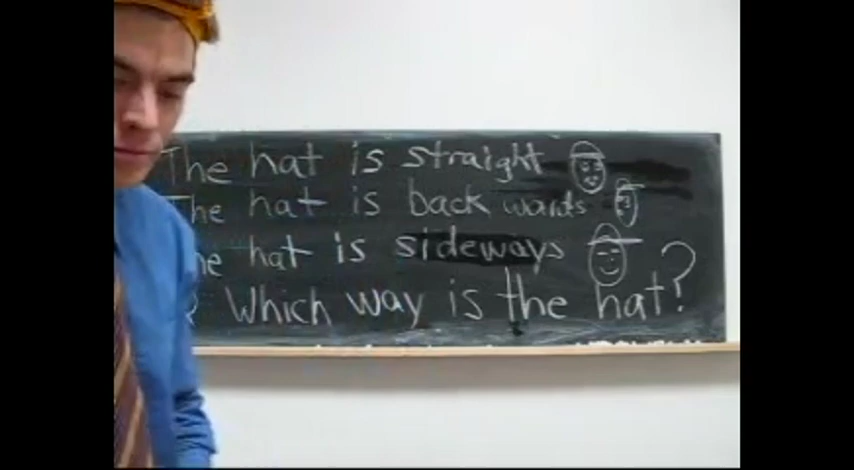 The hat is straight
The hat is back wards
he hat is sideways
Which way is the hat?